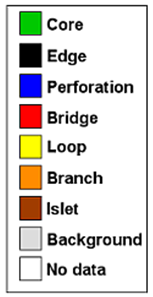 Core
Edge
Perforation
Bridge
Loop
Branch
Islet
Background
No data